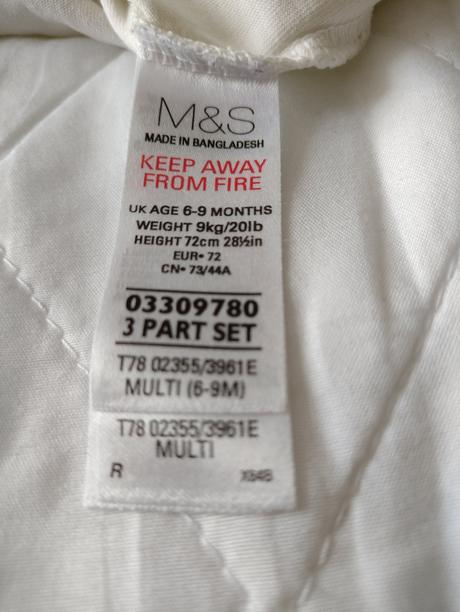 M&S
MADE IN BANGLADESH
KEEP AWAY
FROM FIRE
UK AGE 6-9 MONTHS
WEIGHT 9kg/20lb
HEIGHT 72cm 28½in
EUR• 72
CN• 73/44A
03309780
3 PART SET
T78 02355/3961E
MULTI (6-9M)
T78 02355/3961E
MULTI
R